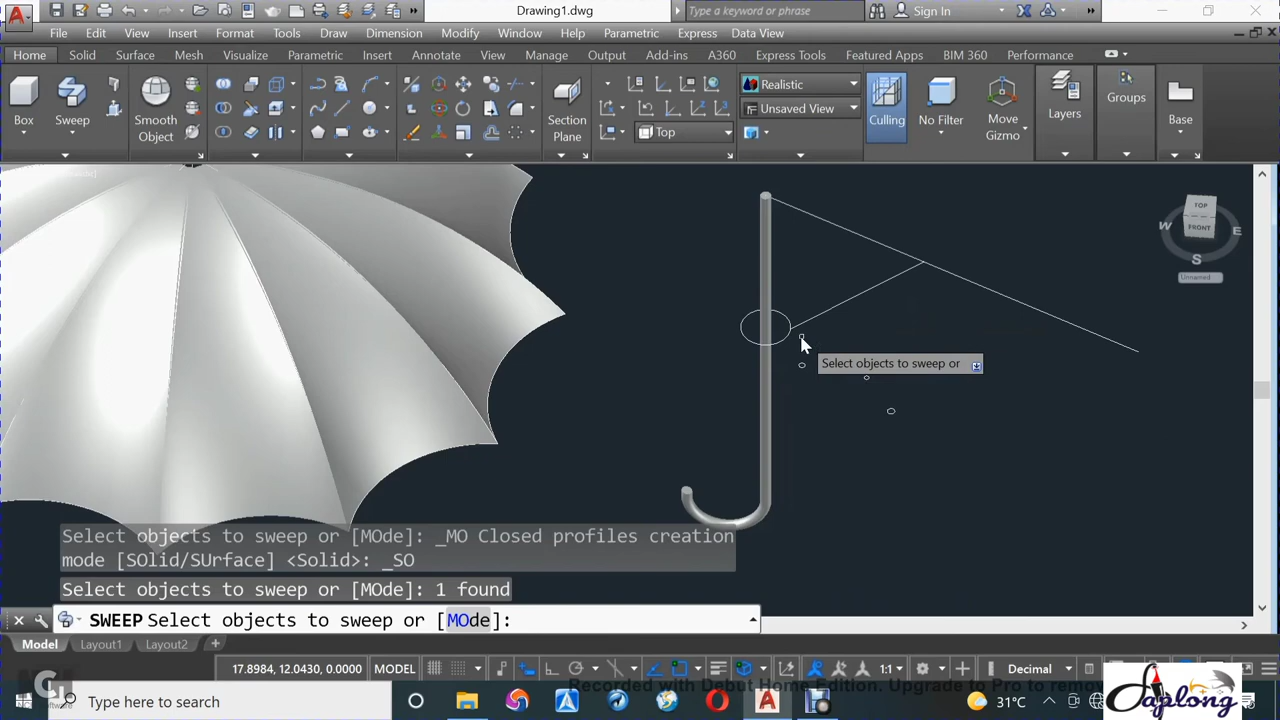 Drawing1.dwg
Type a keyword or phrase
Sign In
File Edit View Insert Format Tools Draw Dimension Modify Window Help Parametric Express Data View
Home Solid Surface Mesh Visualize Parametric Insert Annotate View Manage Output Add-ins A360 Express Tools Featured Apps BIM 360 Performance
Realistic
Unsaved View
Top
Box
Sweep
Smooth
Object
Section
Plane
Culling
No Filter
Move
Gizmo
Layers
Groups
Base
TOP
FRONT
W
E
S
Unnamed
Select objects to sweep or
Select objects to sweep or [MOde]: _MO Closed profiles creation
mode [SOlid/SUrface] <Solid>: _SO
Select objects to sweep or [MOde]: 1 found
SWEEP Select objects to sweep or [MOde]:
Model Layout1 Layout2 +
17.8984, 12.0430, 0.0000 MODEL
1:1
Decimal
Recorded with Debut Home Edition. Upgrade to Pro to remov
Type here to search
31°C
Daplong